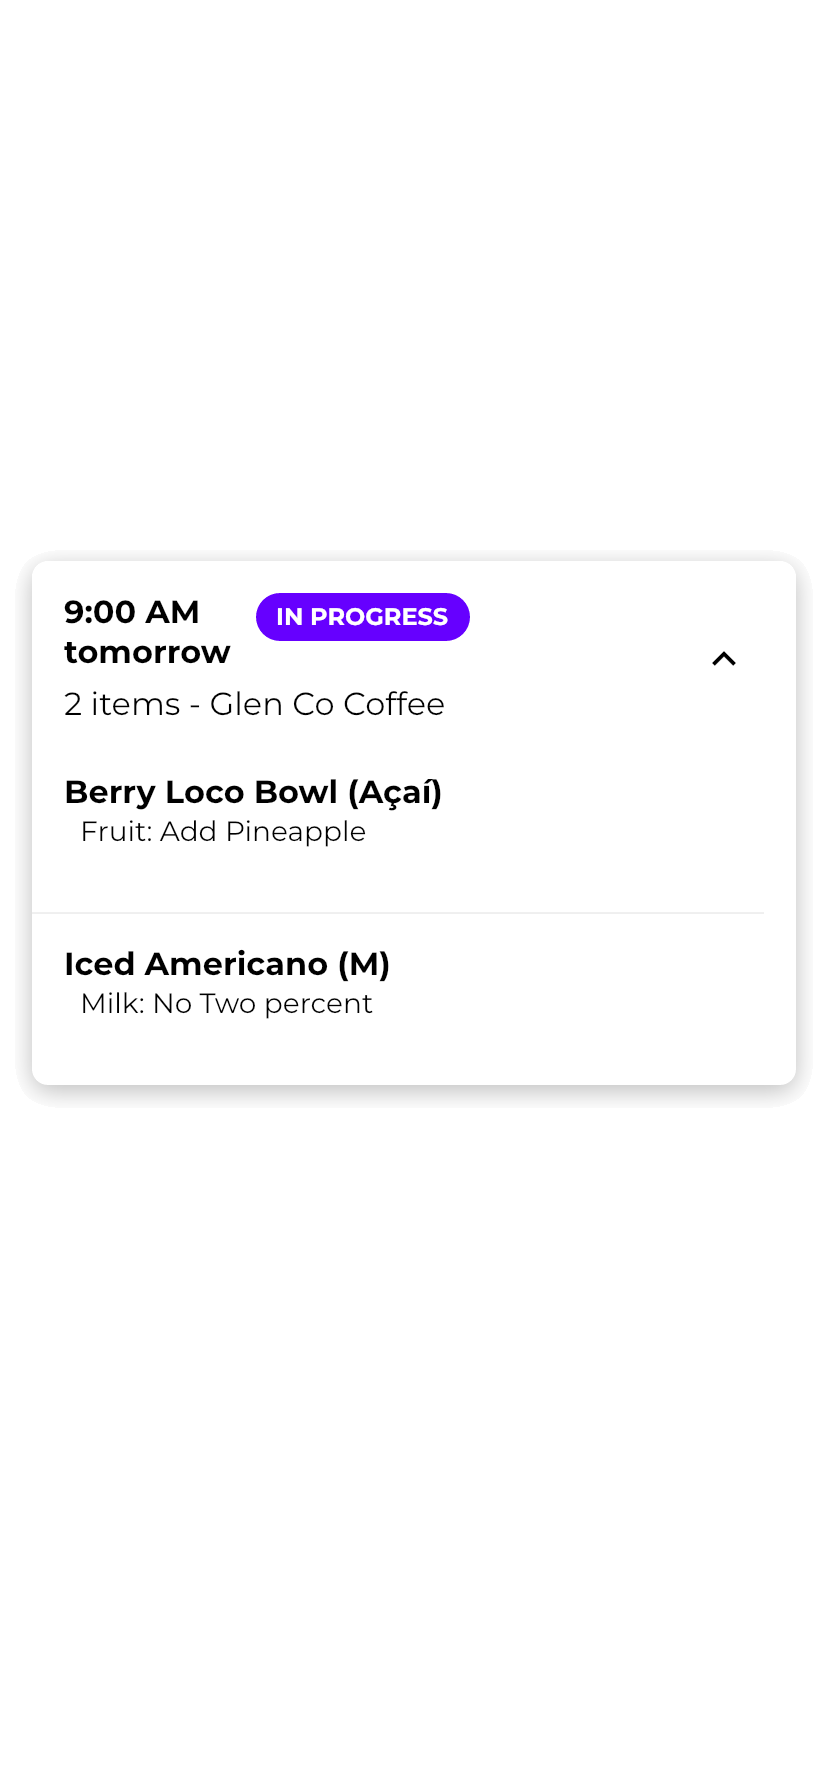 9:00 AM
tomorrow
IN PROGRESS
2 items - Glen Co Coffee
Berry Loco Bowl (Açaí)
Fruit: Add Pineapple
Iced Americano (M)
Milk: No Two percent